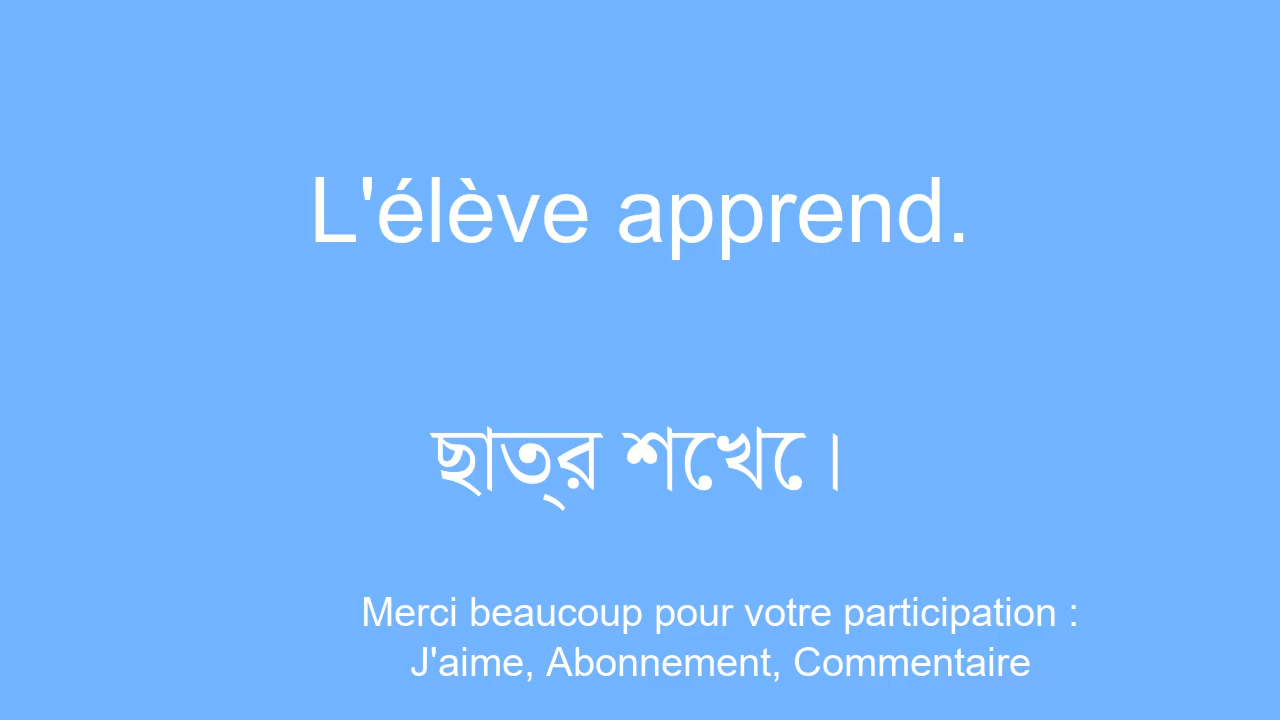 L'élève apprend.
ছাত্র শেখে।
Merci beaucoup pour votre participation :
J'aime, Abonnement, Commentaire